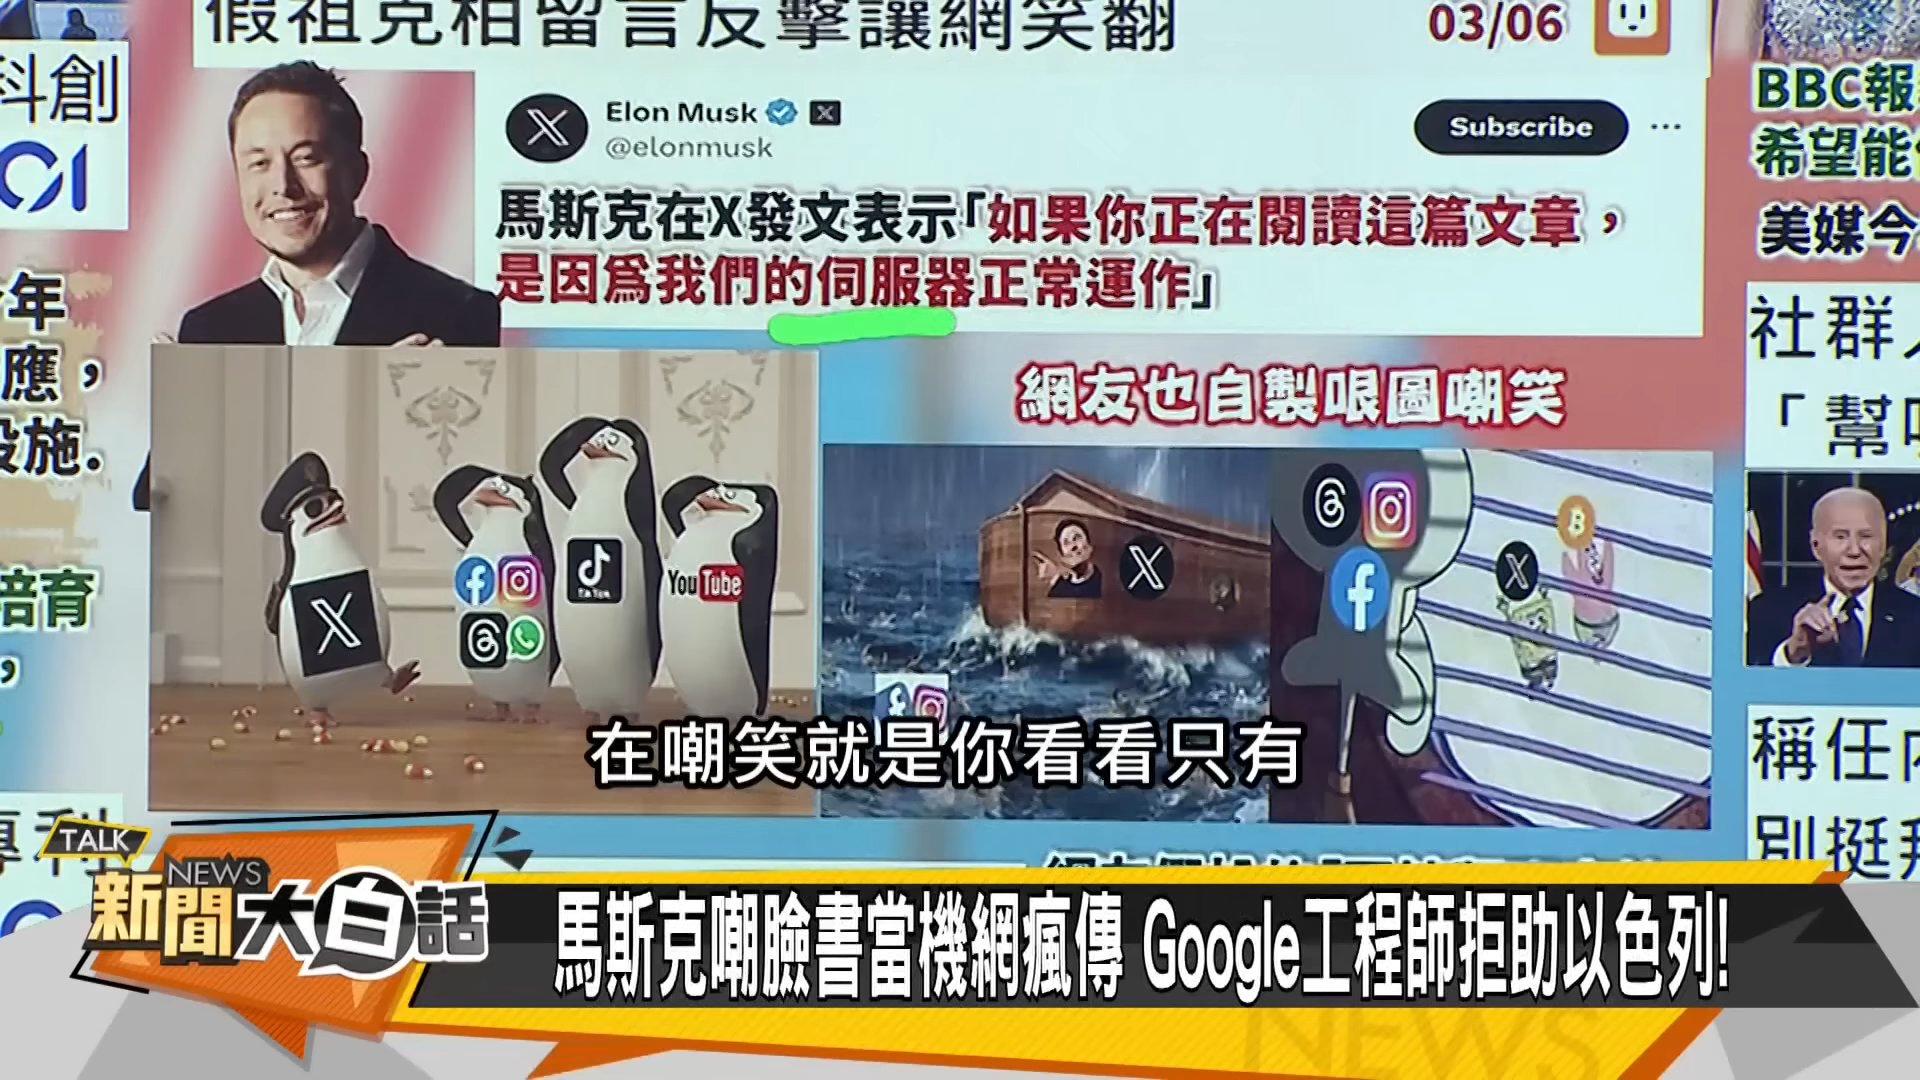 假祖克柏留言反擊讓網笑翻
03/06
科創
Elon Musk
@elonmusk
Subscribe
馬斯克在X發文表示「如果你正在閱讀這篇文章，
是因爲我們的伺服器正常運作」
網友也自製哏圖嘲笑
年
應，
設施.
培育
，
專利
BBC報
希望能
美媒今
社群
「幫
稱任
別挺
TikTok
YouTube
在嘲笑就是你看看只有
TALK
NEWS
新聞大白話
馬斯克嘲臉書當機網瘋傳 Google工程師拒助以色列!
NEWS